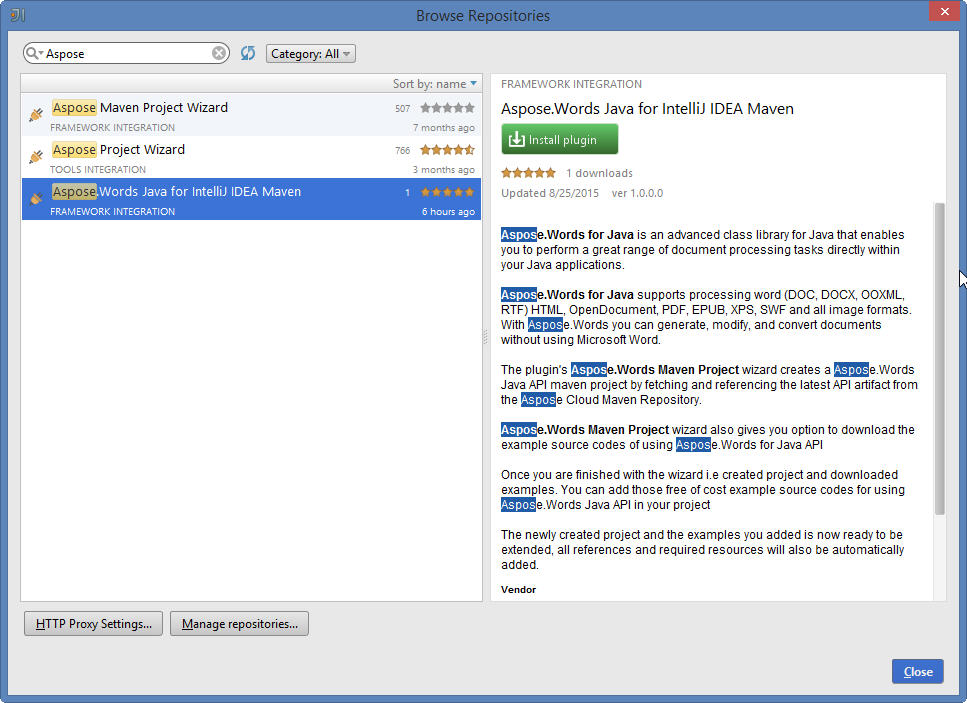 Browse Repositories
Aspose
Category: All
Sort by: name
Aspose Maven Project Wizard 507
FRAMEWORK INTEGRATION 7 months ago
Aspose Project Wizard 766
TOOLS INTEGRATION 3 months ago
Aspose.Words Java for IntelliJ IDEA Maven 1
FRAMEWORK INTEGRATION 6 hours ago
FRAMEWORK INTEGRATION
Aspose.Words Java for IntelliJ IDEA Maven
Install plugin
1 downloads
Updated 8/25/2015 ver 1.0.0.0
Aspose.Words for Java is an advanced class library for Java that enables
you to perform a great range of document processing tasks directly within
your Java applications.
Aspose.Words for Java supports processing word (DOC, DOCX, OOXML,
RTF) HTML, OpenDocument, PDF, EPUB, XPS, SWF and all image formats.
With Aspose.Words you can generate, modify, and convert documents
without using Microsoft Word.
The plugin's Aspose.Words Maven Project wizard creates a Aspose.Words
Java API maven project by fetching and referencing the latest API artifact from
the Aspose Cloud Maven Repository.
Aspose.Words Maven Project wizard also gives you option to download the
example source codes of using Aspose.Words for Java API
Once you are finished with the wizard i.e created project and downloaded
examples. You can add those free of cost example source codes for using
Aspose.Words Java API in your project
The newly created project and the examples you added is now ready to be
extended, all references and required resources will also be automatically
added.
Vendor
HTTP Proxy Settings...
Manage repositories...
Close